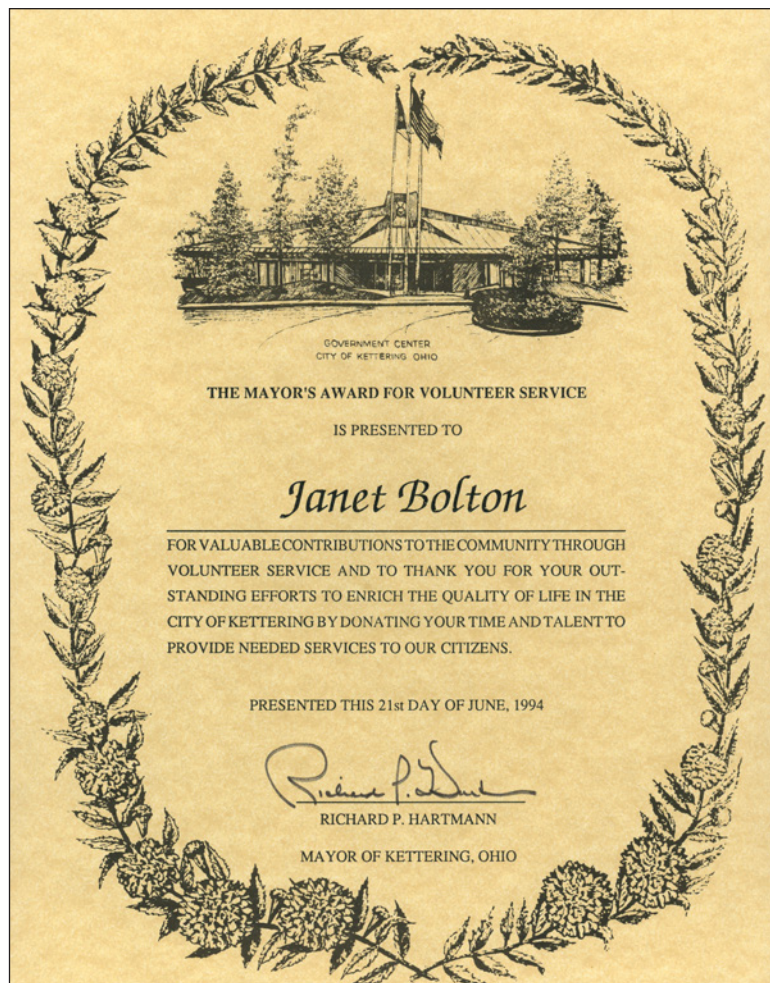 GOVERNMENT CENTER
CITY OF KETTERING OHIO
THE MAYOR'S AWARD FOR VOLUNTEER SERVICE
IS PRESENTED TO
Janet Bolton
FOR VALUABLE CONTRIBUTIONS TO THE COMMUNITY THROUGH
VOLUNTEER SERVICE AND TO THANK YOU FOR YOUR OUT-
STANDING EFFORTS TO ENRICH THE QUALITY OF LIFE IN THE
CITY OF KETTERING BY DONATING YOUR TIME AND TALENT TO
PROVIDE NEEDED SERVICES TO OUR CITIZENS.
PRESENTED THIS 21st DAY OF JUNE, 1994
Richard P.
RICHARD P. HARTMANN
MAYOR OF KETTERING, OHIO